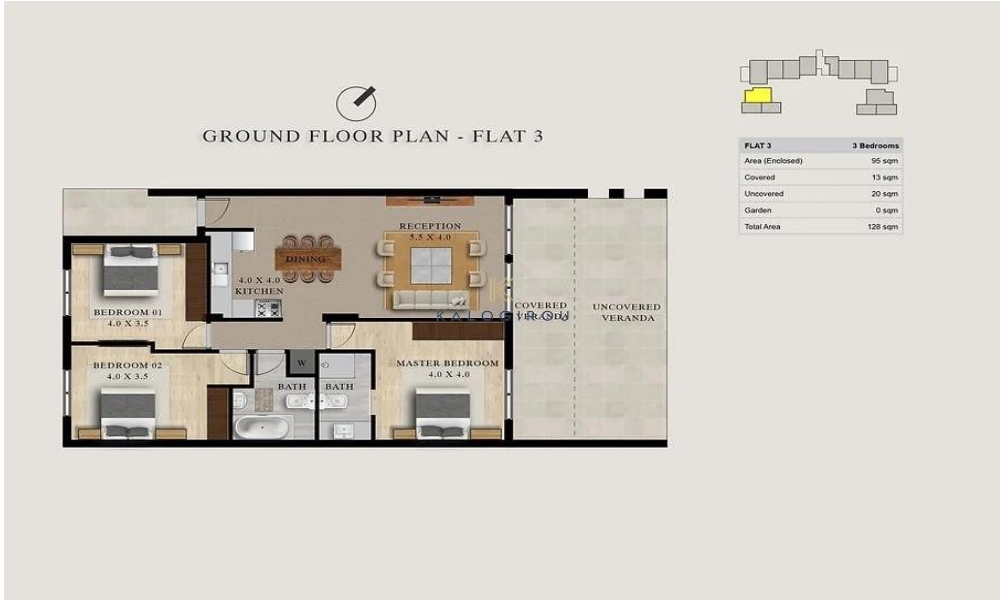 GROUND FLOOR PLAN - FLAT 3
FLAT 3 3 Bedrooms
Area (Enclosed) 95 sqm
Covered 13 sqm
Uncovered 20 sqm
Garden 0 sqm
Total Area 128 sqm
RECEPTION
5.5 X 4.0
DINING
4.0 X 4.0
KITCHEN
BEDROOM 01
4.0 X 3.5
COVERED
VERANDA
UNCOVERED
VERANDA
KALOGIROU
BEDROOM 02
4.0 X 3.5
W
BATH
BATH
MASTER BEDROOM
4.0 X 4.0